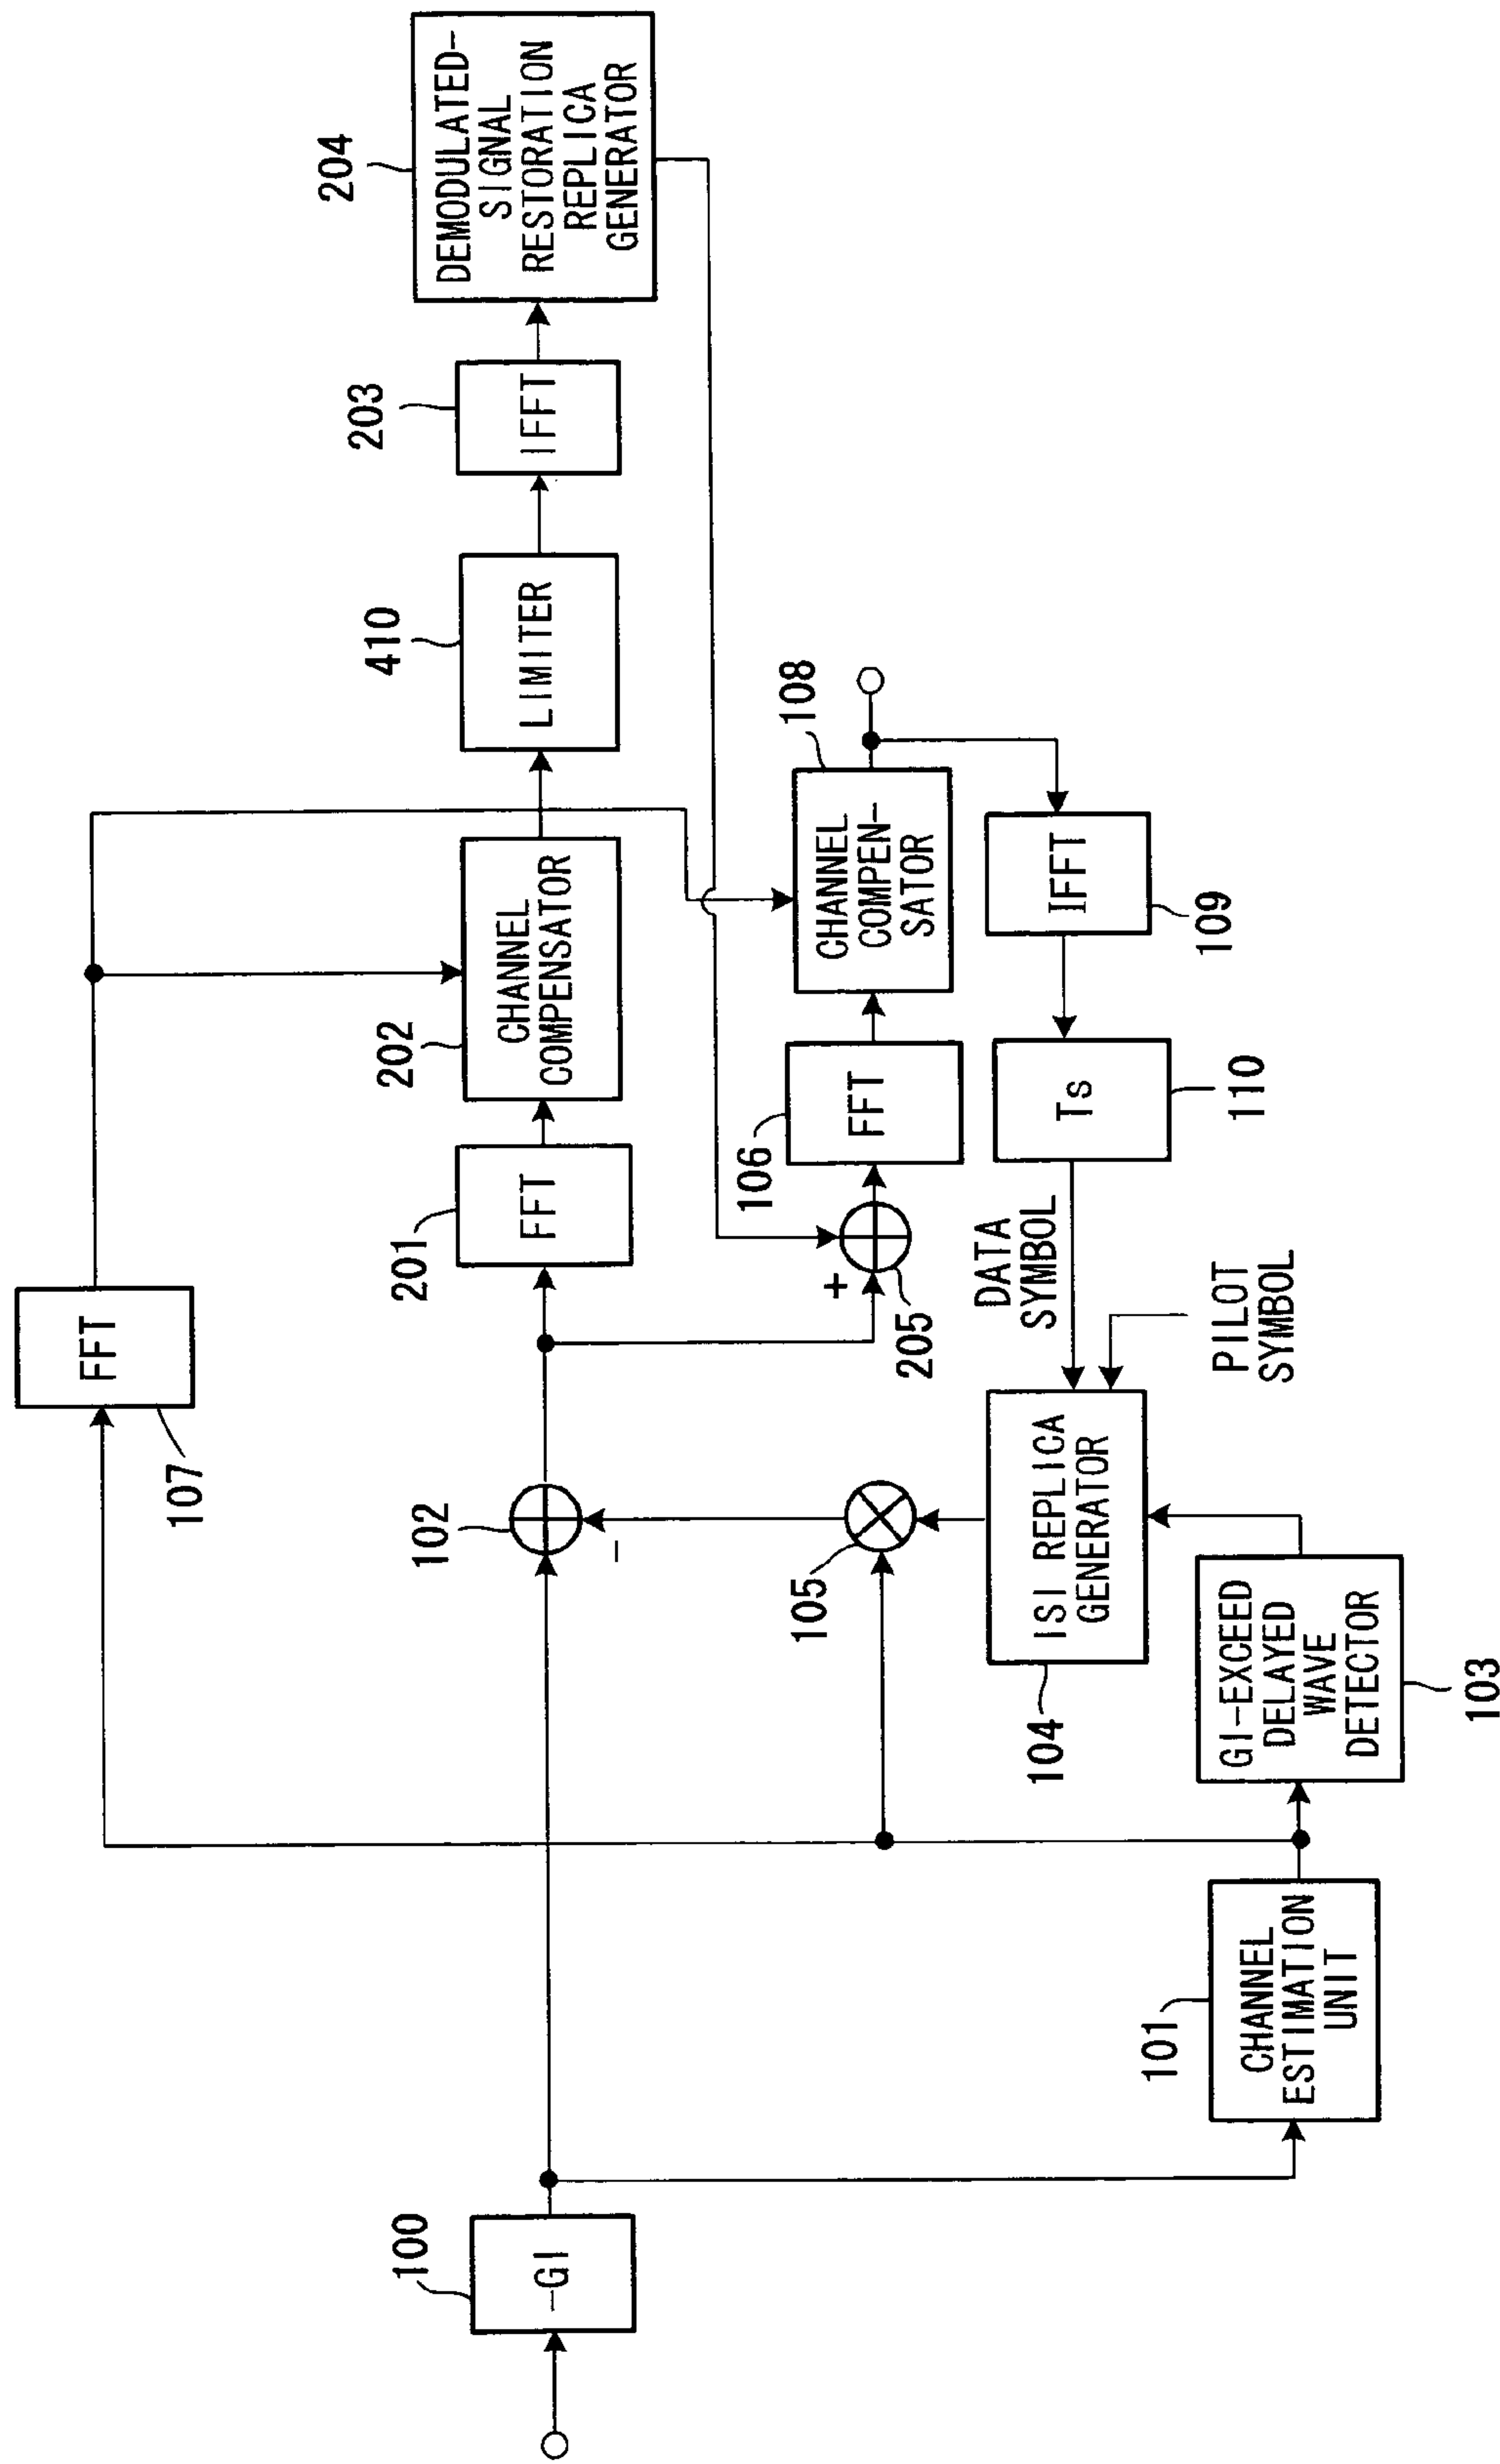 107
FFT
204
DEMODULATED-
SIGNAL
RESTORATION
REPLICA
GENERATOR
203
IFFT
410
LIMITER
202
CHANNEL
COMPENSATOR
201
FFT
102
-
100
-GI
108
CHANNEL
COMPEN-
SATOR
106
FFT
+
205
105
IFFT
109
Ts
110
DATA
SYMBOL
PILOT
SYMBOL
ISI REPLICA
GENERATOR
104
GI-EXCEED
DELAYED
WAVE
DETECTOR
103
101
CHANNEL
ESTIMATION
UNIT